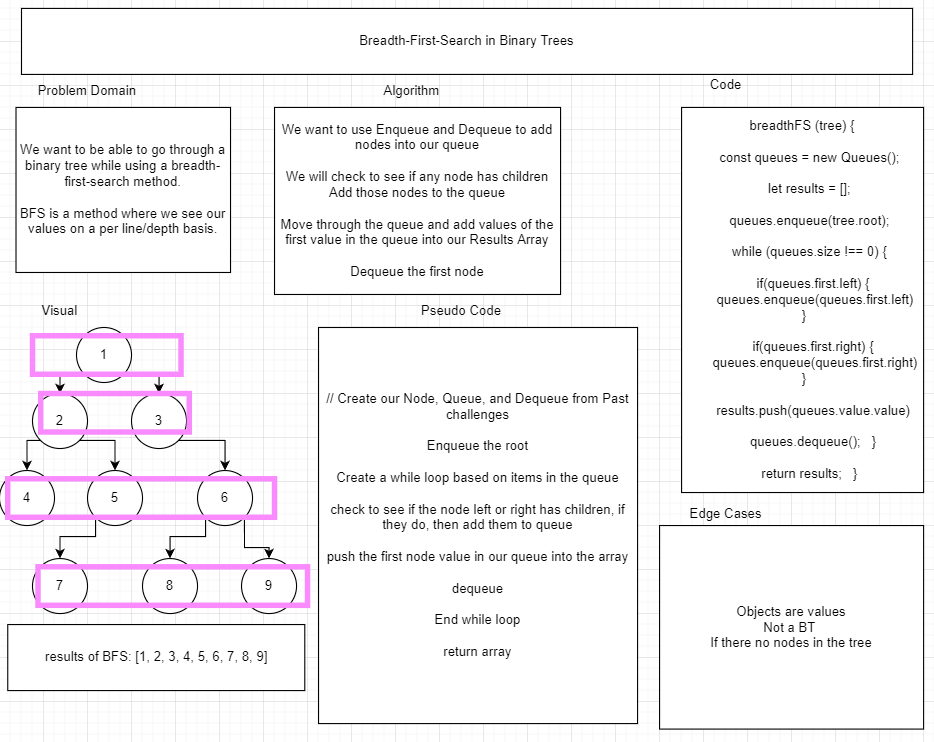 Breadth-First-Search in Binary Trees
Problem Domain
We want to be able to go through a
binary tree while using a breadth-
first-search method.
BFS is a method where we see our
values on a per line/depth basis.
Algorithm
We want to use Enqueue and Dequeue to add
nodes into our queue
We will check to see if any node has children
Add those nodes to the queue
Move through the queue and add values of the
first value in the queue into our Results Array
Dequeue the first node
Code
breadthFS (tree) {
const queues = new Queues();
let results = [];
queues.enqueue(tree.root);
while (queues.size !== 0) {
if(queues.first.left) {
queues.enqueue(queues.first.left)
}
if(queues.first.right) {
queues.enqueue(queues.first.right)
}
results.push(queues.value.value)
queues.dequeue();   }
return results;   }
Visual
1
2 3
4 5 6
7 8 9
results of BFS: [1, 2, 3, 4, 5, 6, 7, 8, 9]
Pseudo Code
// Create our Node, Queue, and Dequeue from Past
challenges
Enqueue the root
Create a while loop based on items in the queue
check to see if the node left or right has children, if
they do, then add them to queue
push the first node value in our queue into the array
dequeue
End while loop
return array
Edge Cases
Objects are values
Not a BT
If there no nodes in the tree